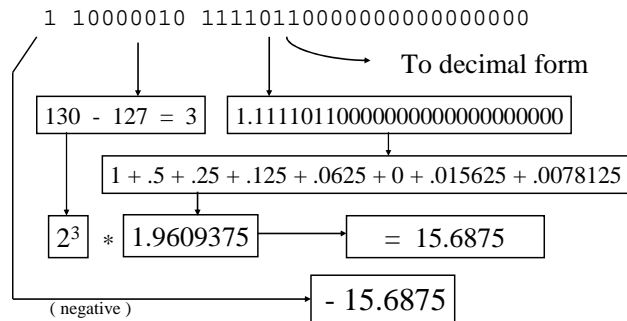 1 10000010 11110110000000000000000
To decimal form
130 - 127 = 3
1.11110110000000000000000000
1 + .5 + .25 + .125 + .0625 + 0 + .015625 + .0078125
2³ * 1.9609375 = 15.6875
( negative ) - 15.6875